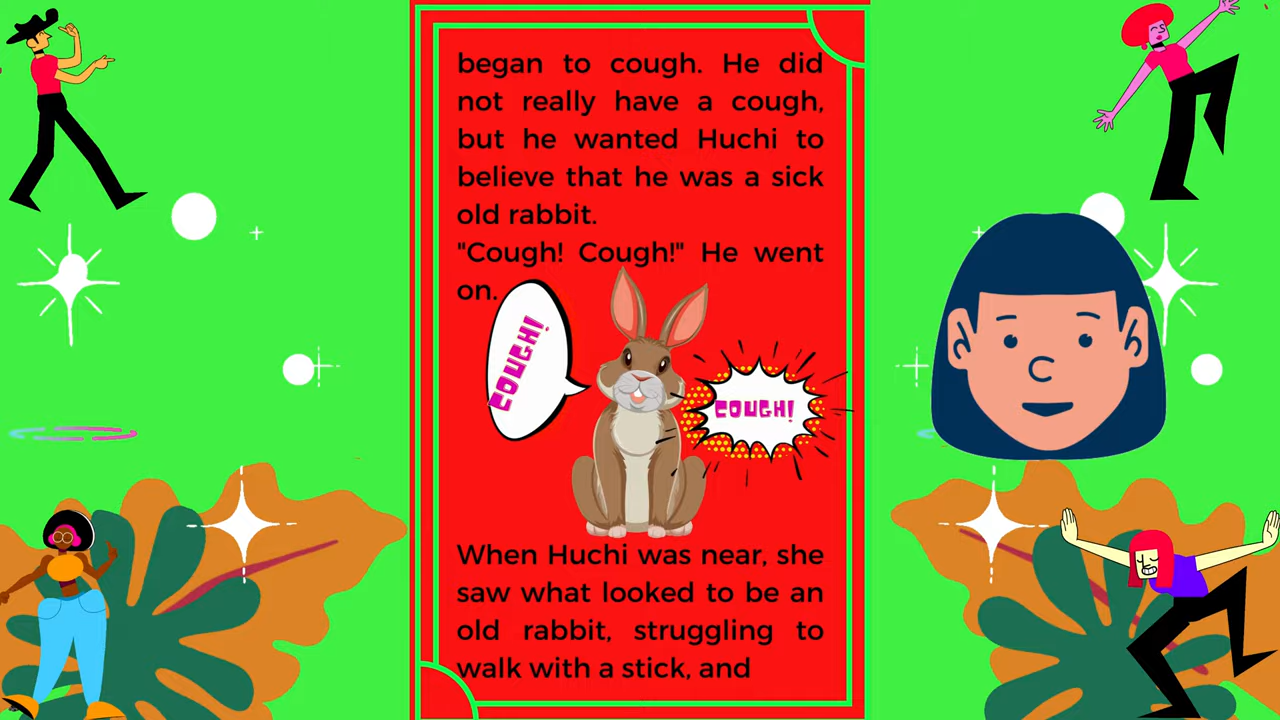 began to cough. He did
not really have a cough,
but he wanted Huchi to
believe that he was a sick
old rabbit.
"Cough! Cough!" He went
on.
COUGH!
COUGH!
When Huchi was near, she
saw what looked to be an
old rabbit, struggling to
walk with a stick, and